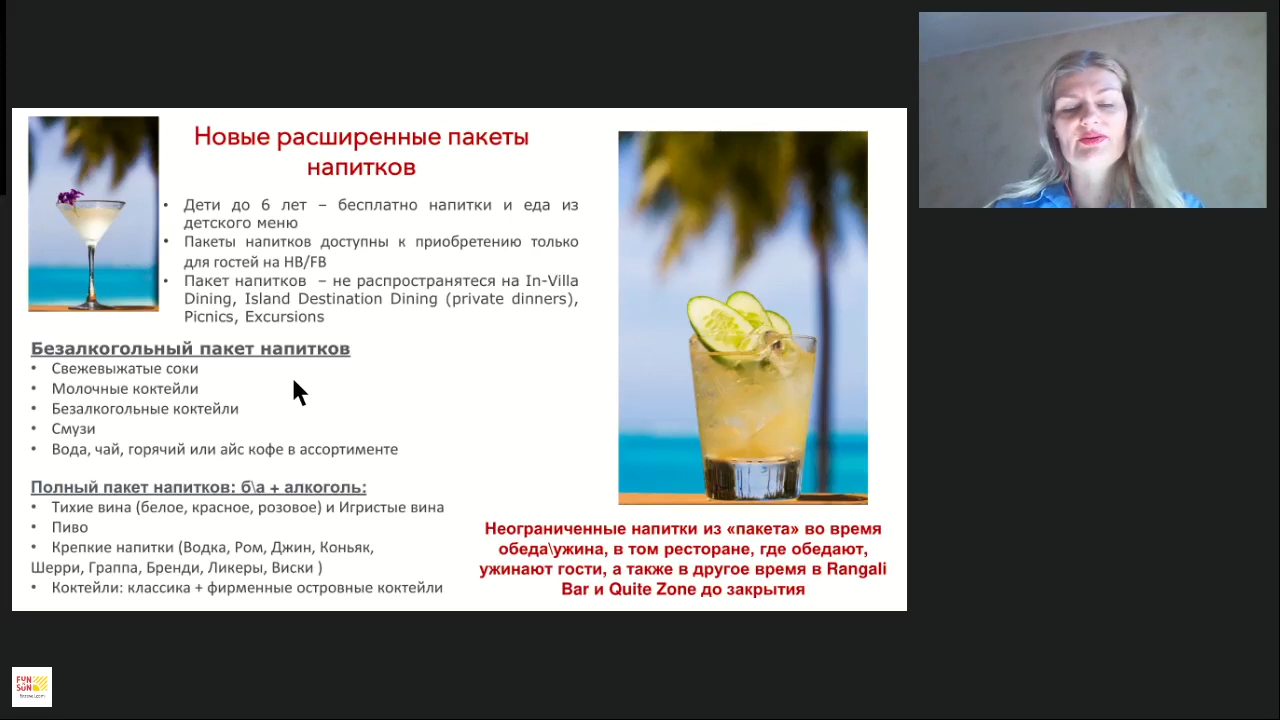 Новые расширенные пакеты
напитков
• Дети до 6 лет – бесплатно напитки и еда из
детского меню
• Пакеты напитков доступны к приобретению только
для гостей на HB/FB
• Пакет напитков – не распространятеся на In-Villa
Dining, Island Destination Dining (private dinners),
Picnics, Excursions
Безалкогольный пакет напитков
• Свежевыжатые соки
• Молочные коктейли
• Безалкогольные коктейли
• Смузи
• Вода, чай, горячий или айс кофе в ассортименте
Полный пакет напитков: б\а + алкоголь:
• Тихие вина (белое, красное, розовое) и Игристые вина
• Пиво
• Крепкие напитки (Водка, Ром, Джин, Коньяк,
Шерри, Граппа, Бренди, Ликеры, Виски )
• Коктейли: классика + фирменные островные коктейли
Неограниченные напитки из «пакета» во время
обеда\ужина, в том ресторане, где обедают,
ужинают гости, а также в другое время в Rangali
Bar и Quite Zone до закрытия
FUN
SUN